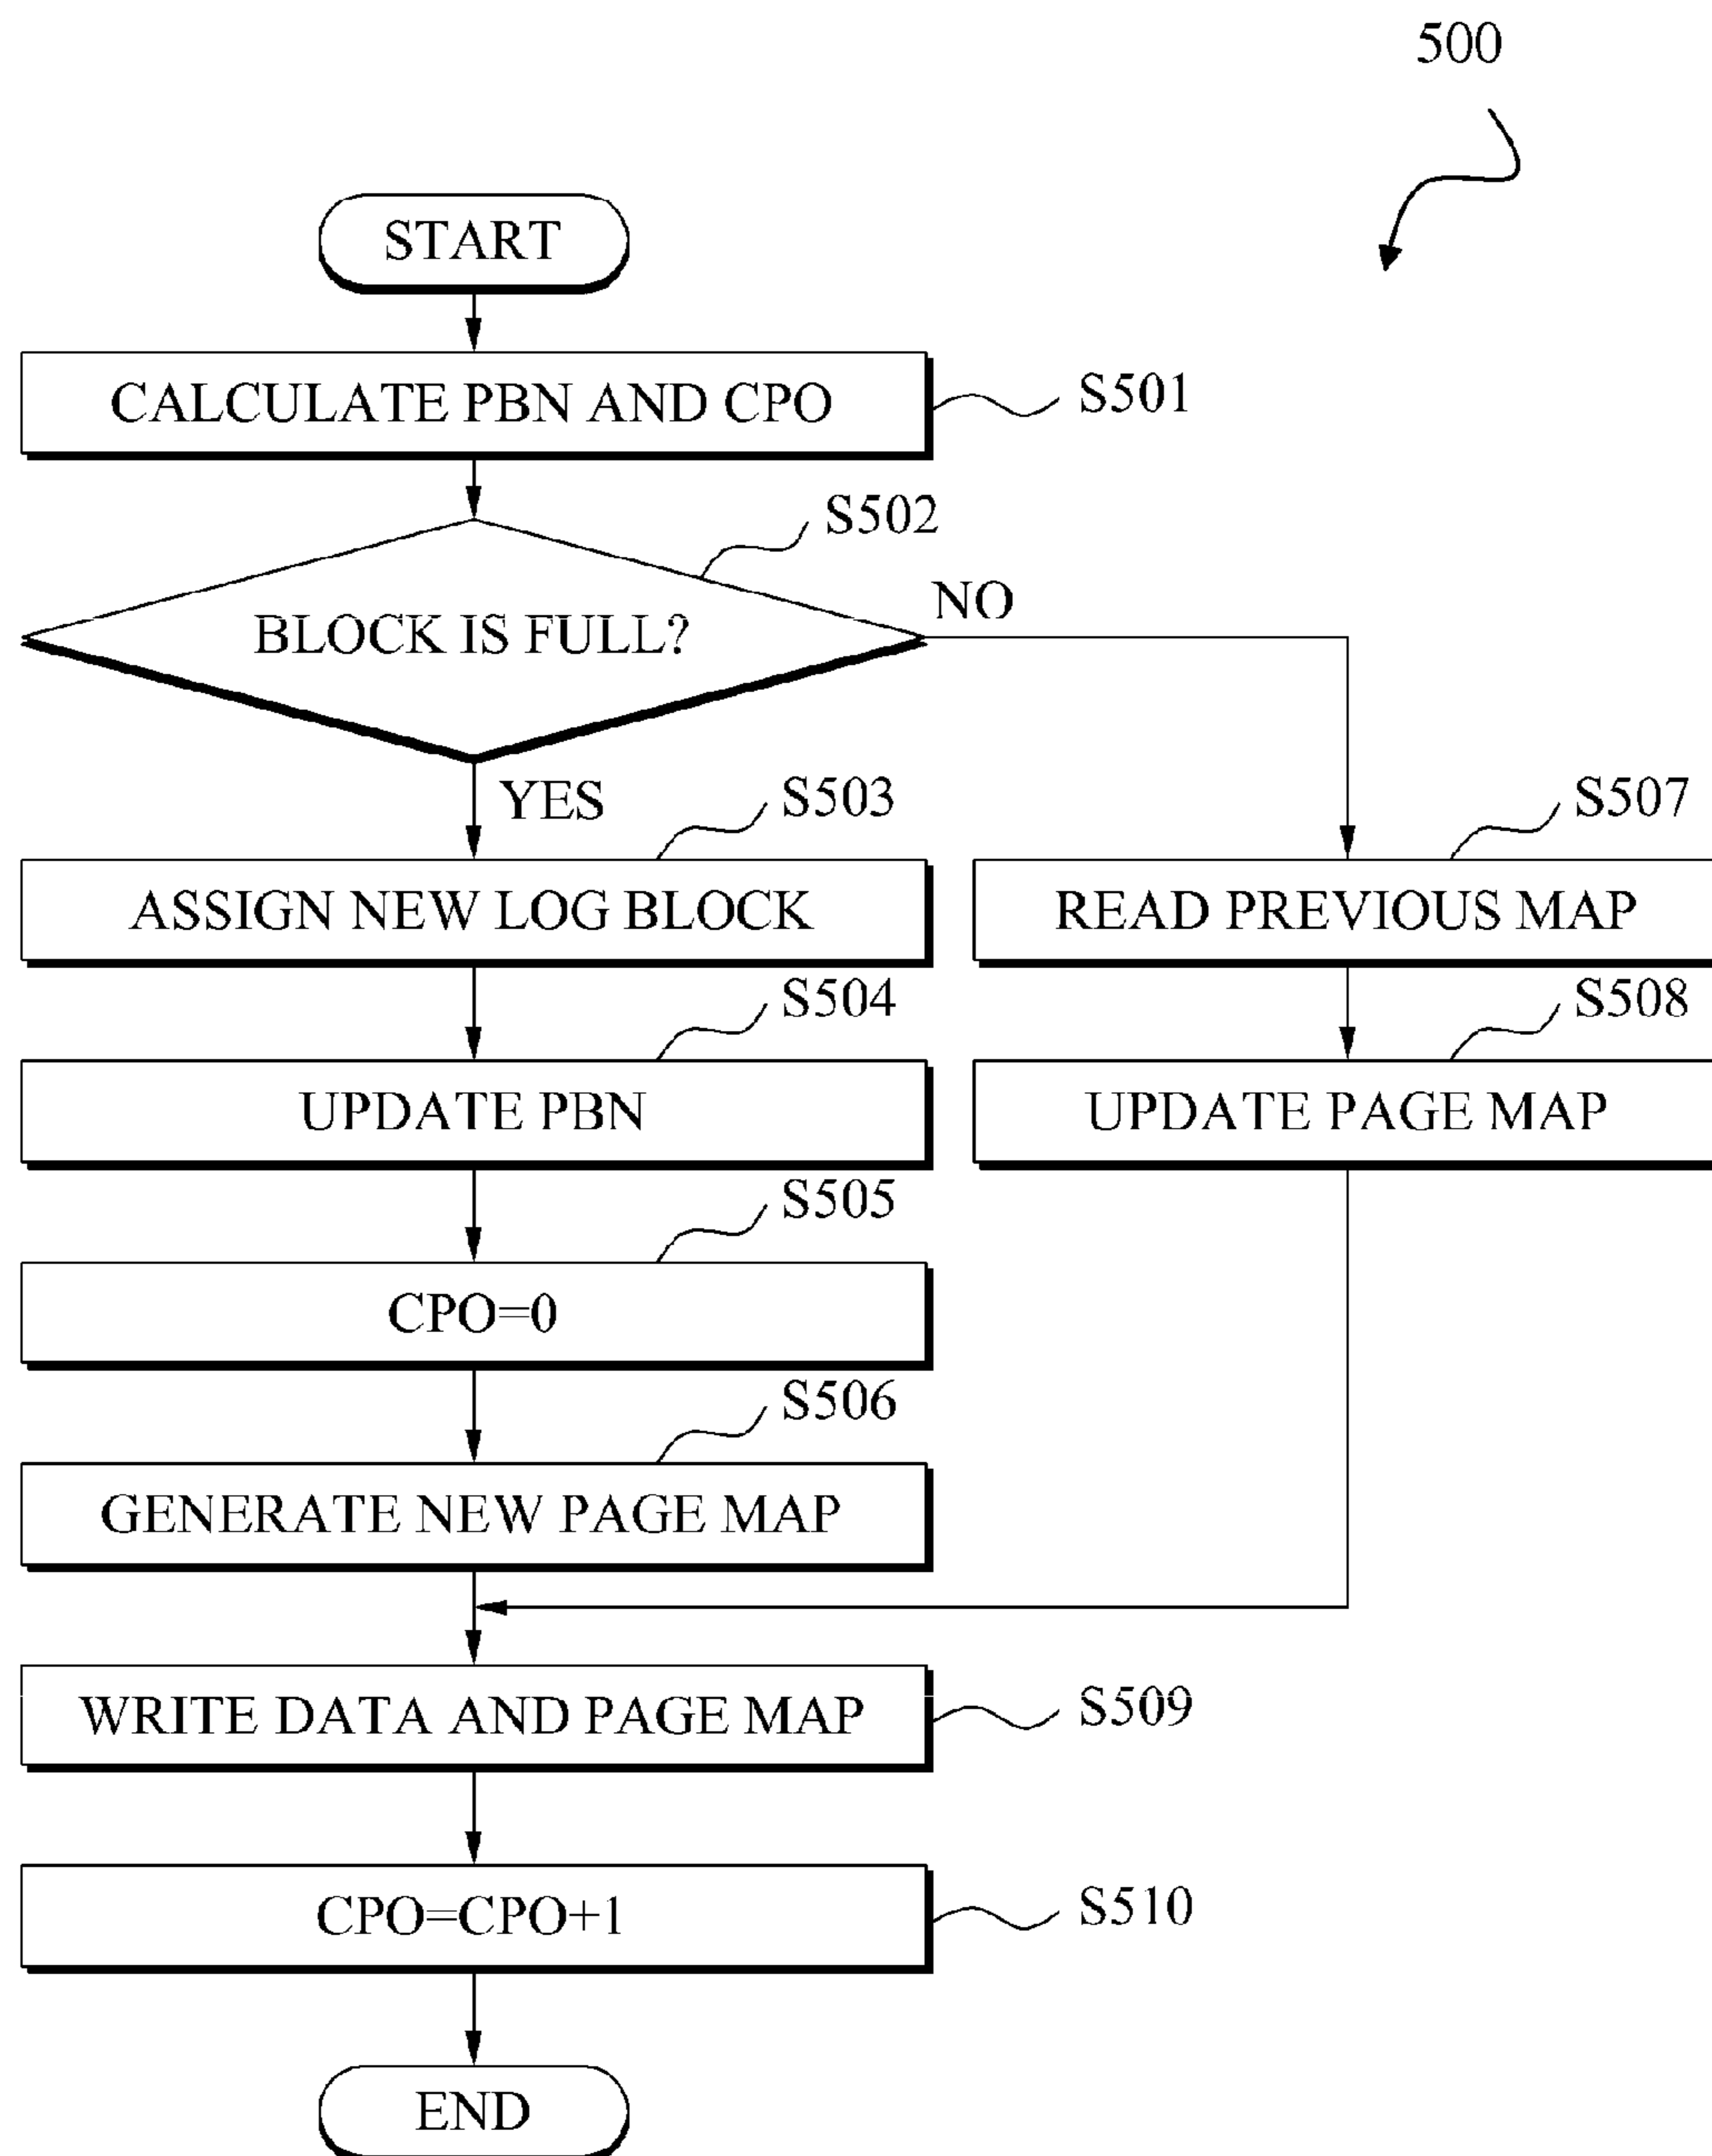 500
START
CALCULATE PBN AND CPO
S501
S502
BLOCK IS FULL?
NO
YES
S503
S507
ASSIGN NEW LOG BLOCK
READ PREVIOUS MAP
S504
S508
UPDATE PBN
UPDATE PAGE MAP
S505
CPO=0
S506
GENERATE NEW PAGE MAP
WRITE DATA AND PAGE MAP
S509
CPO=CPO+1
S510
END